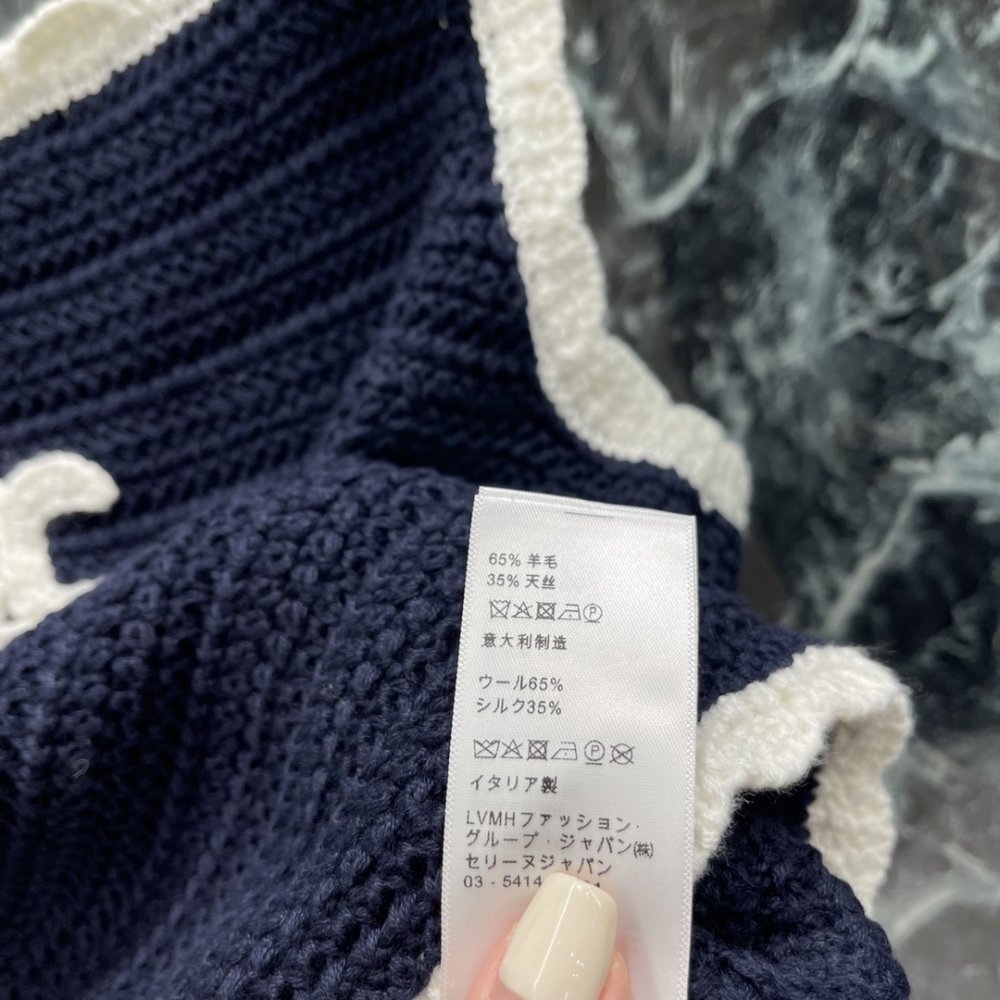 65% 羊毛
35% 天丝
意大利制造
ウール65%
シルク35%
イタリア製
LVMHファッション・
グループ・ジャパン(株)
セリーヌジャパン
03 - 5414